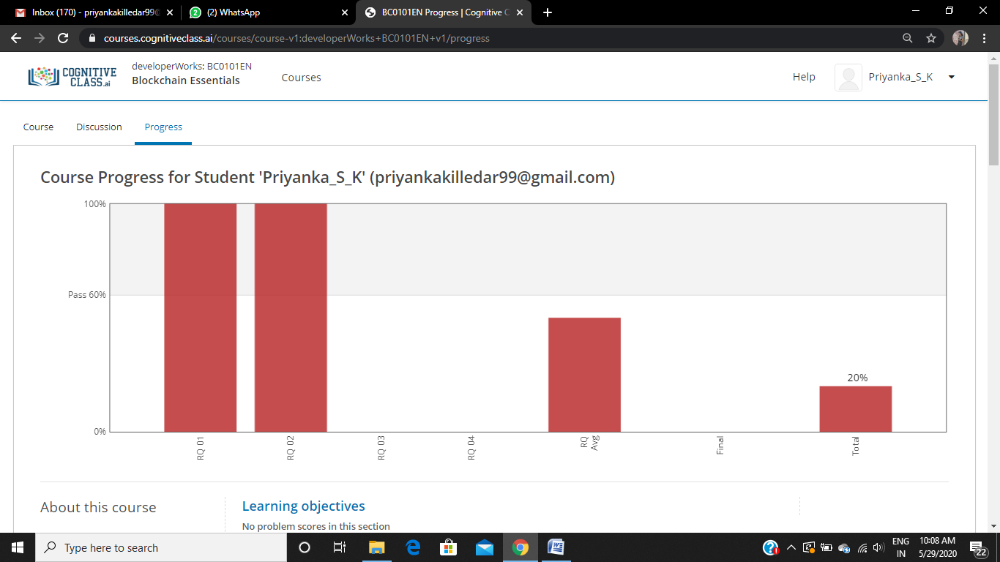 Inbox (170) - priyankakilledar99@
(2) WhatsApp
BC0101EN Progress | Cognitive C
courses.cognitiveclass.ai/courses/course-v1:developerWorks+BC0101EN+v1/progress
COGNITIVE
CLASS.ai
developerWorks: BC0101EN
Blockchain Essentials
Courses
Help
Priyanka_S_K
Course
Discussion
Progress
Course Progress for Student 'Priyanka_S_K' (priyankakilledar99@gmail.com)
100%
Pass 60%
0%
20%
RQ 01
RQ 02
RQ 03
RQ 04
RQ
Avg
Final
Total
About this course
Learning objectives
No problem scores in this section
Type here to search
ENG
IN
10:08 AM
5/29/2020
22